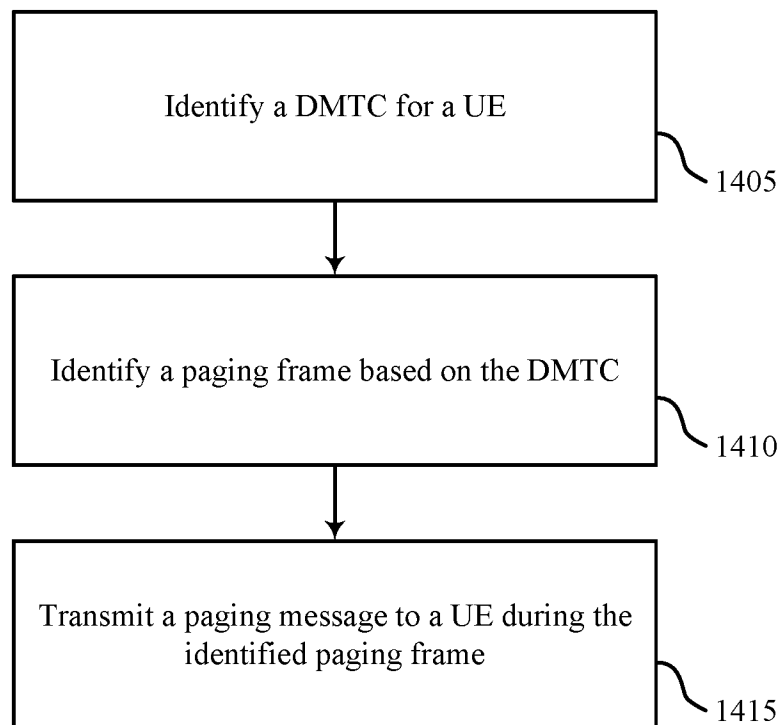 Identify a DMTC for a UE
1405
Identify a paging frame based on the DMTC
1410
Transmit a paging message to a UE during the
identified paging frame
1415